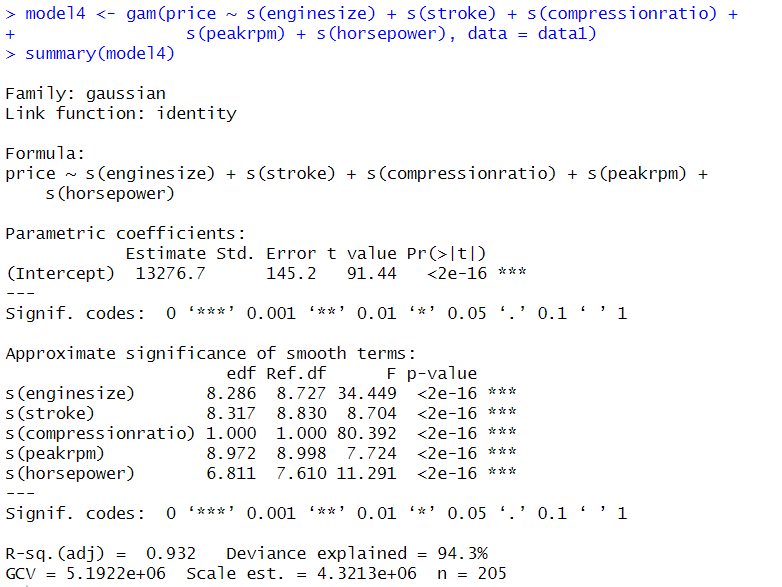 > model4 <- gam(price ~ s(enginesize) + s(stroke) + s(compressionratio) +
+                 s(peakrpm) + s(horsepower), data = data1)
> summary(model4)

Family: gaussian
Link function: identity

Formula:
price ~ s(enginesize) + s(stroke) + s(compressionratio) + s(peakrpm) +
    s(horsepower)

Parametric coefficients:
            Estimate Std. Error t value Pr(>|t|)
(Intercept)  13276.7      145.2   91.44   <2e-16 ***
---
Signif. codes:  0 ‘***’ 0.001 ‘**’ 0.01 ‘*’ 0.05 ‘.’ 0.1 ‘ ’ 1

Approximate significance of smooth terms:
                      edf Ref.df      F p-value
s(enginesize)       8.286  8.727 34.449  <2e-16 ***
s(stroke)           8.317  8.830  8.704  <2e-16 ***
s(compressionratio) 1.000  1.000 80.392  <2e-16 ***
s(peakrpm)          8.972  8.998  7.724  <2e-16 ***
s(horsepower)       6.811  7.610 11.291  <2e-16 ***
---
Signif. codes:  0 ‘***’ 0.001 ‘**’ 0.01 ‘*’ 0.05 ‘.’ 0.1 ‘ ’ 1

R-sq.(adj) =  0.932   Deviance explained = 94.3%
GCV = 5.1922e+06  Scale est. = 4.3213e+06  n = 205